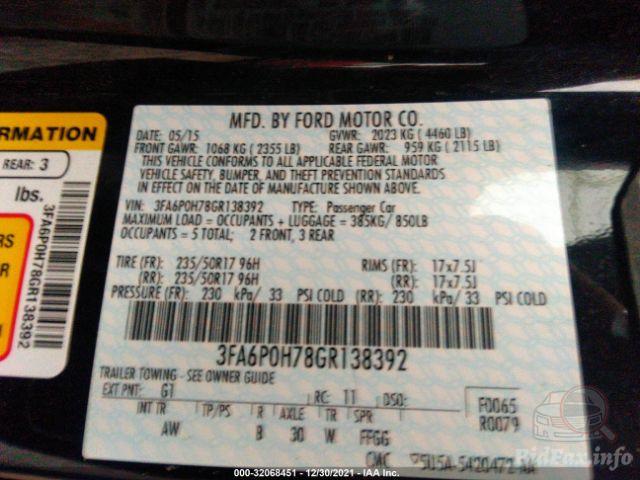 MFD. BY FORD MOTOR CO.
DATE: 05/15 GVWR: 2023 KG ( 4460 LB)
FRONT GAWR: 1068 KG ( 2355 LB) REAR GAWR: 959 KG ( 2115 LB)
THIS VEHICLE CONFORMS TO ALL APPLICABLE FEDERAL MOTOR
VEHICLE SAFETY, BUMPER, AND THEFT PREVENTION STANDARDS
IN EFFECT ON THE DATE OF MANUFACTURE SHOWN ABOVE.
VIN: 3FA6P0H78GR138392 TYPE: Passenger Car
MAXIMUM LOAD = OCCUPANTS + LUGGAGE = 385KG/ 850LB
OCCUPANTS = 5 TOTAL; 2 FRONT, 3 REAR
TIRE (FR): 235/50R17 96H RIMS (FR): 17x7.5J
(RR): 235/50R17 96H (RR): 17x7.5J
PRESSURE (FR): 230 kPa/ 33 PSI COLD (RR): 230 kPa/ 33 PSI COLD
3FA6P0H78GR138392
TRAILER TOWING - SEE OWNER GUIDE
EXT PNT: G1 RC: 11 DSO: F0065
R0079
INT TR TP/PS R AXLE TR SPR
AW B 30 W FFGG
ORMATION
REAR: 3
lbs.
RS
R
3FA6P0H78GR138392
BidFax.info
000-32068451 - 12/30/2021 - IAA Inc.